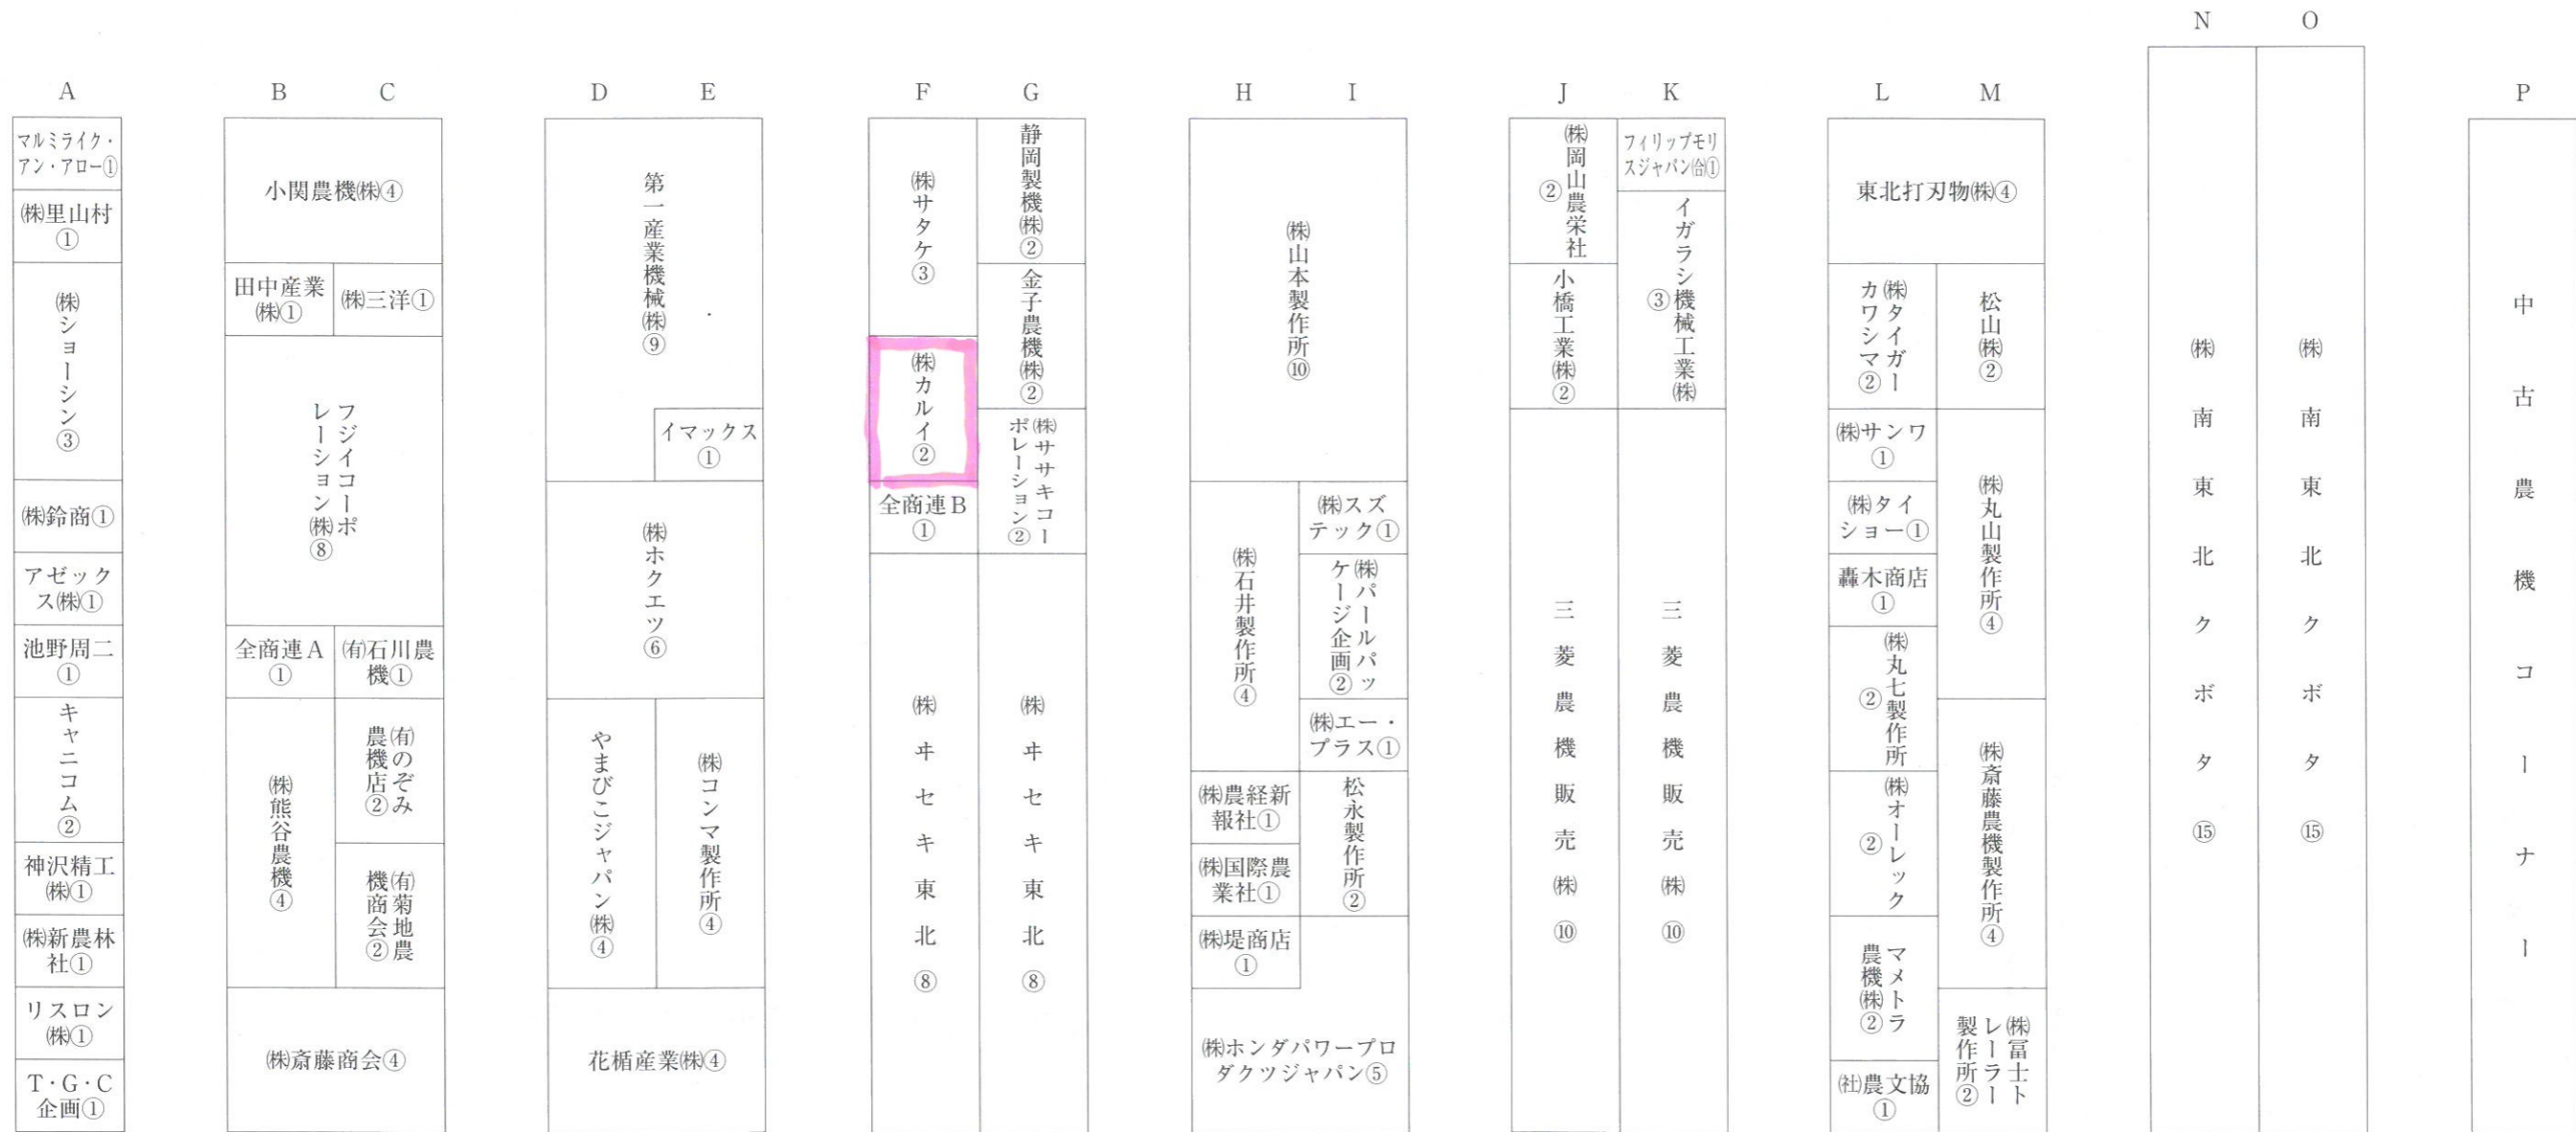 A
マルミライク・
アン・アロー①
㈱里山村
①
㈱ショーシン③
㈱鈴商①
アゼック
ス㈱①
池野周二
①
キャニコム②
神沢精工
㈱①
㈱新農林
社①
リスロン
㈱①
T・G・C
企画①
B
C
小関農機㈱④
田中産業
㈱①
㈱三洋①
フジイコーポ
レーション㈱⑧
全商連A
①
㈲石川農
機①
㈱熊谷農機④
㈲のぞみ
農機店②
㈲菊地農
機商会②
㈱斎藤商会④
D
E
第一産業機械㈱⑨
イマックス
①
㈱ホクエツ⑥
やまびこジャパン㈱④
㈱コンマ製作所④
花楯産業㈱④
F
G
㈱サタケ③
静岡製機㈱②
金子農機㈱②
㈱カルイ②
㈱ササキコー
ポレーション②
全商連B
①
㈱ヰセキ東北⑧
㈱ヰセキ東北⑧
H
I
㈱山本製作所⑩
㈱石井製作所④
㈱スズ
テック①
㈱パールパッ
ケージ企画②
㈱エー・
プラス①
㈱農経新
報社①
松永製作所②
㈱国際農
業社①
㈱堤商店
①
㈱ホンダパワープロ
ダクツジャパン⑤
J
K
㈱岡山農栄社
②
フィリップモリ
スジャパン㈾①
イガラシ機械工業㈱
③
小橋工業㈱②
三菱農機販売㈱⑩
三菱農機販売㈱⑩
L
M
東北打刃物㈱④
㈱タイガー
カワシマ②
松山㈱②
㈱サンワ
①
㈱タイ
ショー①
轟木商店
①
㈱丸山製作所④
㈱丸七製作所
②
㈱オーレック
②
㈱斎藤農機製作所④
マメトラ
農機㈱②
㈳農文協
①
㈱冨士ト
レーラー
製作所②
N
O
㈱南東北クボタ⑮
㈱南東北クボタ⑮
P
中古農機コーナー